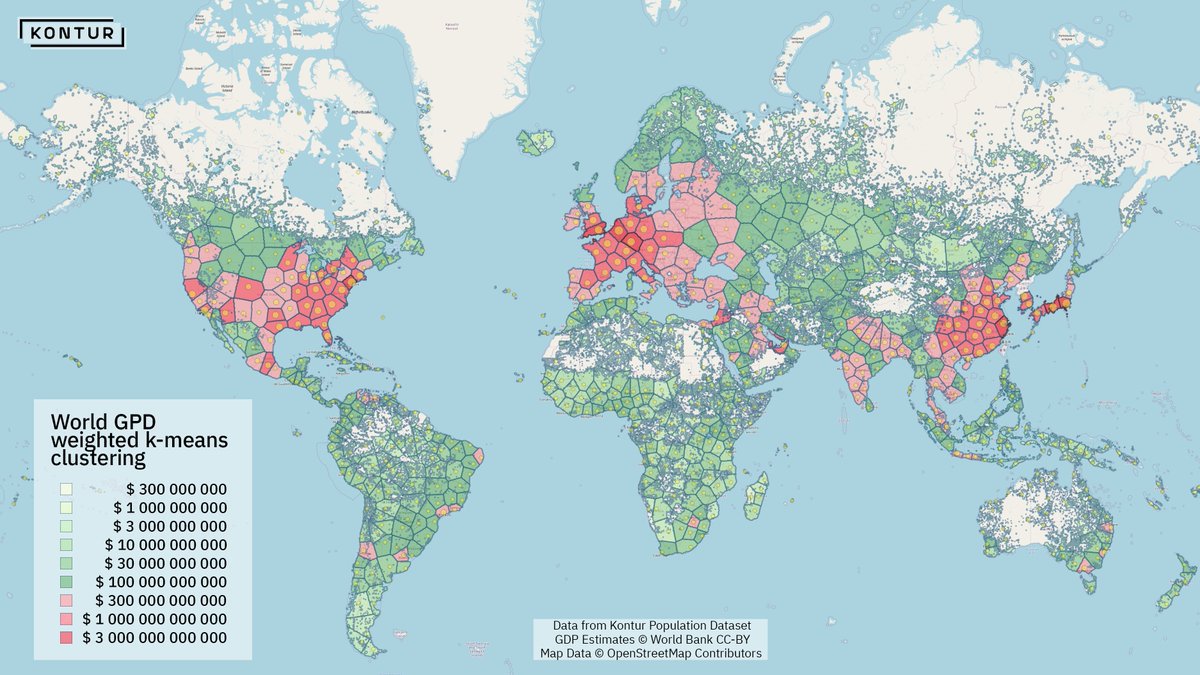 KONTUR
World GPD
weighted k-means
clustering
$ 300 000 000
$ 1 000 000 000
$ 3 000 000 000
$ 10 000 000 000
$ 30 000 000 000
$ 100 000 000 000
$ 300 000 000 000
$ 1 000 000 000 000
$ 3 000 000 000 000
Data from Kontur Population Dataset
GDP Estimates © World Bank CC-BY
Map Data © OpenStreetMap Contributors